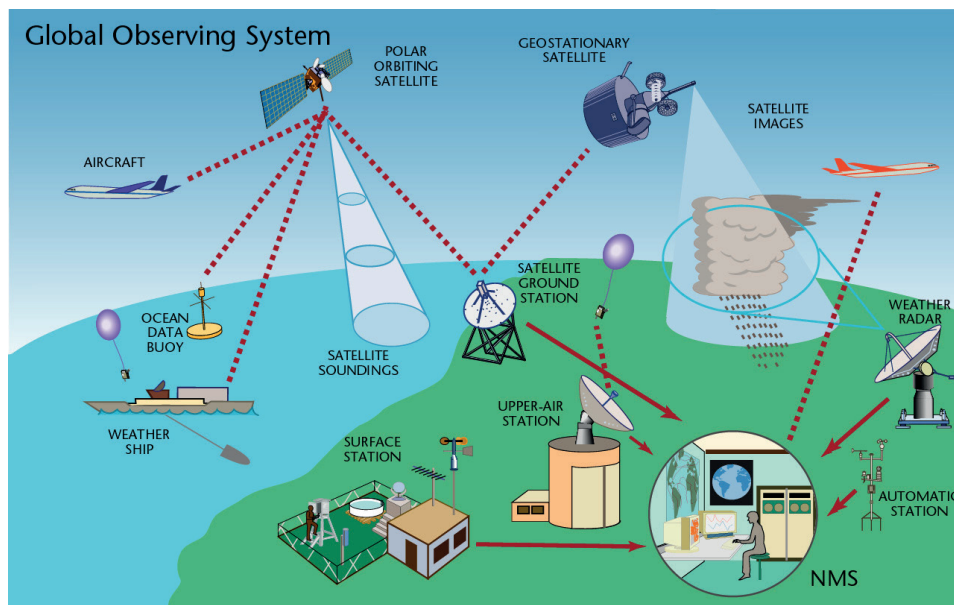 Global Observing System
POLAR
ORBITING
SATELLITE
GEOSTATIONARY
SATELLITE
SATELLITE
IMAGES
AIRCRAFT
SATELLITE
GROUND
STATION
OCEAN
DATA
BUOY
WEATHER
RADAR
SATELLITE
SOUNDINGS
UPPER-AIR
STATION
WEATHER
SHIP
SURFACE
STATION
AUTOMATIC
STATION
NMS